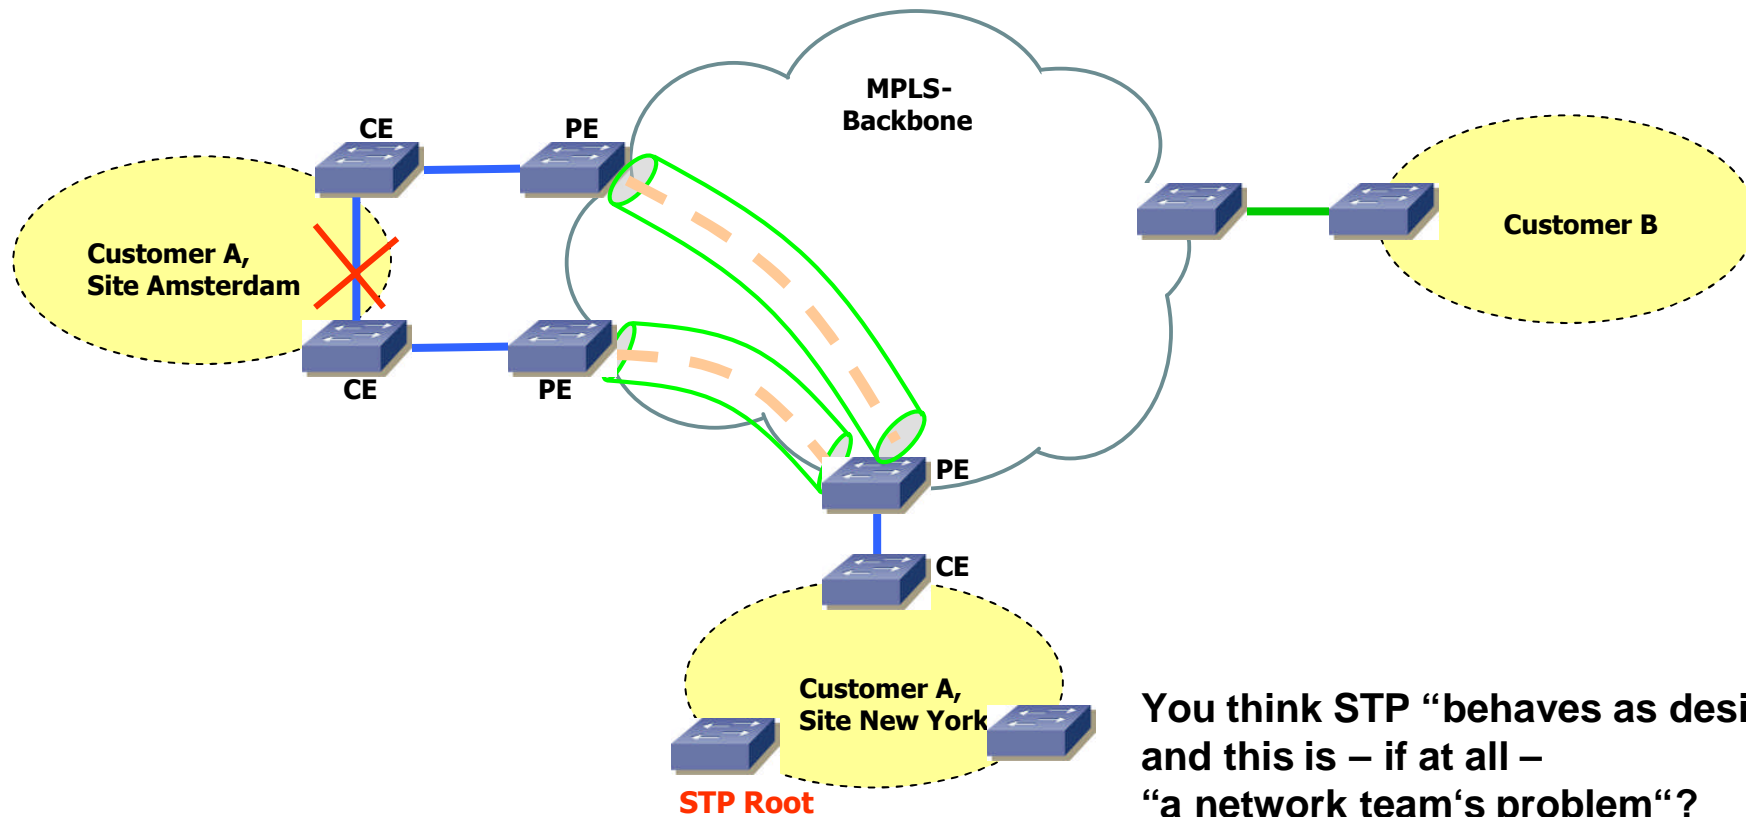 MPLS-
Backbone
CE
PE
Customer A,
Site Amsterdam
Customer B
CE
PE
PE
CE
Customer A,
Site New York
STP Root
You think STP “behaves as desi
and this is – if at all –
“a network team‘s problem“?